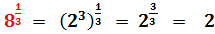 8^{1/3} = (2^3)^{1/3} = 2^{3/3} = 2